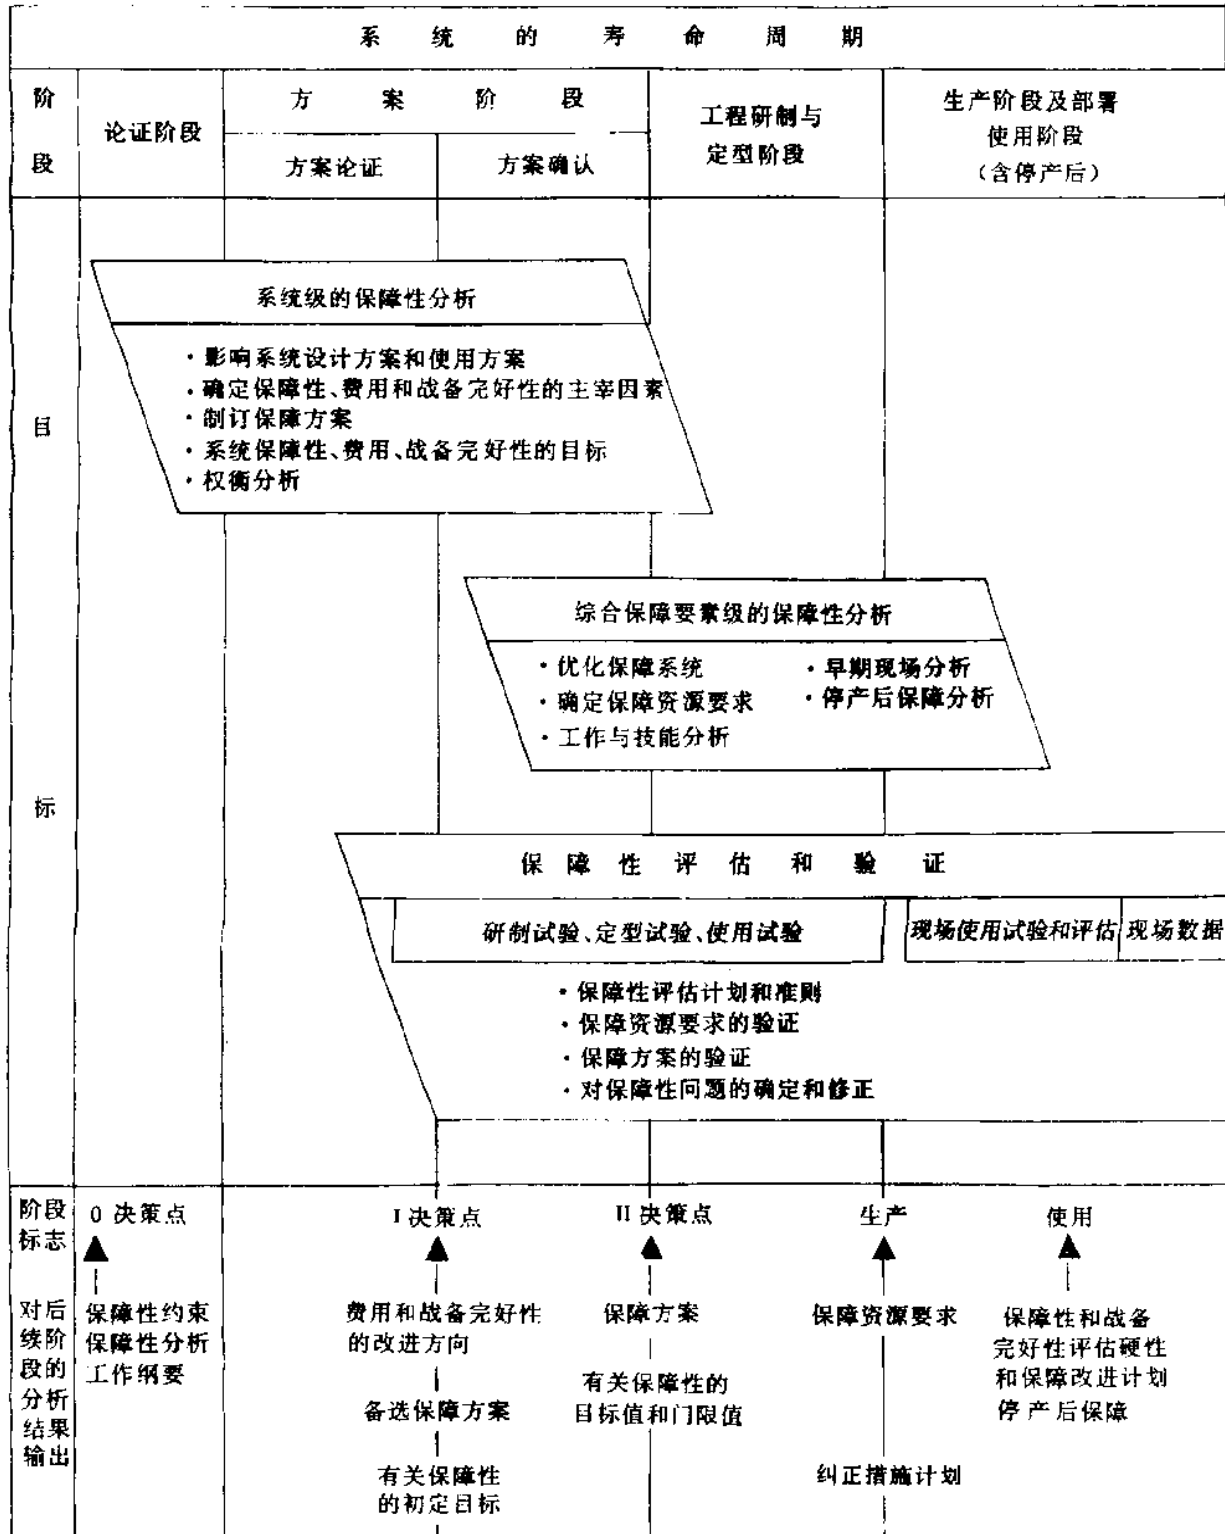 系统的寿命周期
阶段
论证阶段
方案阶段
方案论证
方案确认
工程研制与
定型阶段
生产阶段及部署
使用阶段
(含停产后)
目标
系统级的保障性分析
·影响系统设计方案和使用方案
·确定保障性、费用和战备完好性的主宰因素
·制订保障方案
·系统保障性、费用、战备完好性的目标
·权衡分析
综合保障要素级的保障性分析
·优化保障系统
·确定保障资源要求
·工作与技能分析
·早期现场分析
·停产后保障分析
保障性评估和验证
研制试验、定型试验、使用试验
现场使用试验和评估
现场数据
·保障性评估计划和准则
·保障资源要求的验证
·保障方案的验证
·对保障性问题的确定和修正
阶段
标志
0 决策点
I 决策点
II 决策点
生产
使用
对后
续阶
段的
分析
结果
输出
保障性约束
保障性分析
工作纲要
费用和战备完好性
的改进方向
备选保障方案
有关保障性
的初定目标
保障方案
有关保障性的
目标值和门限值
保障资源要求
纠正措施计划
保障性和战备
完好性评估硬性
和保障改进计划
停产后保障